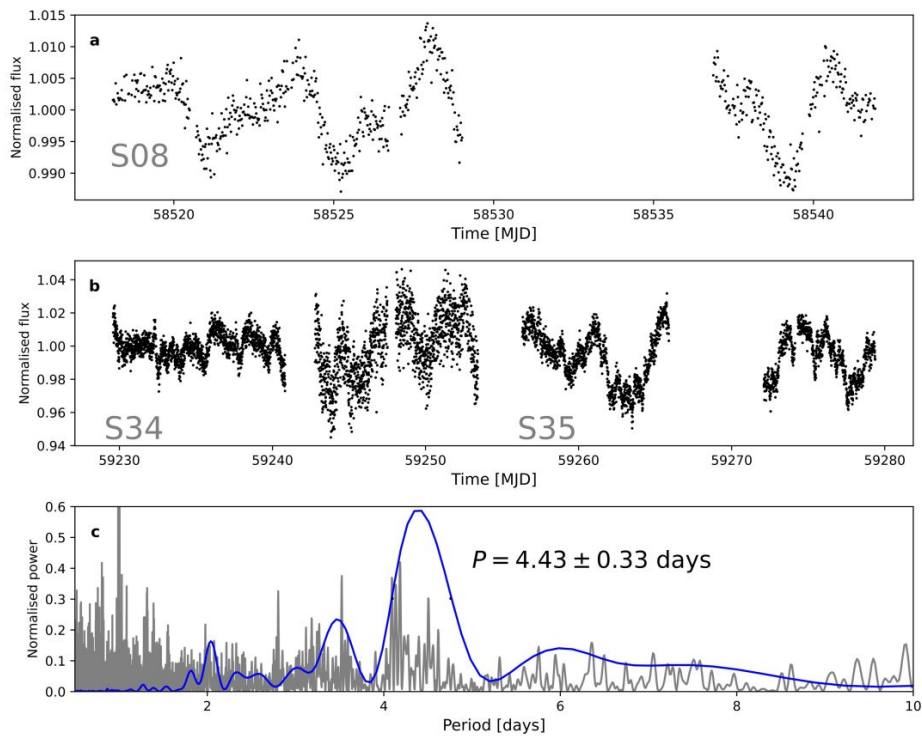 a
1.015
1.010
1.005
1.000
0.995
0.990
Normalised flux
S08
58520 58525 58530 58535 58540
Time [MJD]
b
1.04
1.02
1.00
0.98
0.96
0.94
Normalised flux
S34 S35
59230 59240 59250 59260 59270 59280
Time [MJD]
c
0.6
0.5
0.4
0.3
0.2
0.1
0.0
Normalised power
P = 4.43 ± 0.33 days
2 4 6 8 10
Period [days]